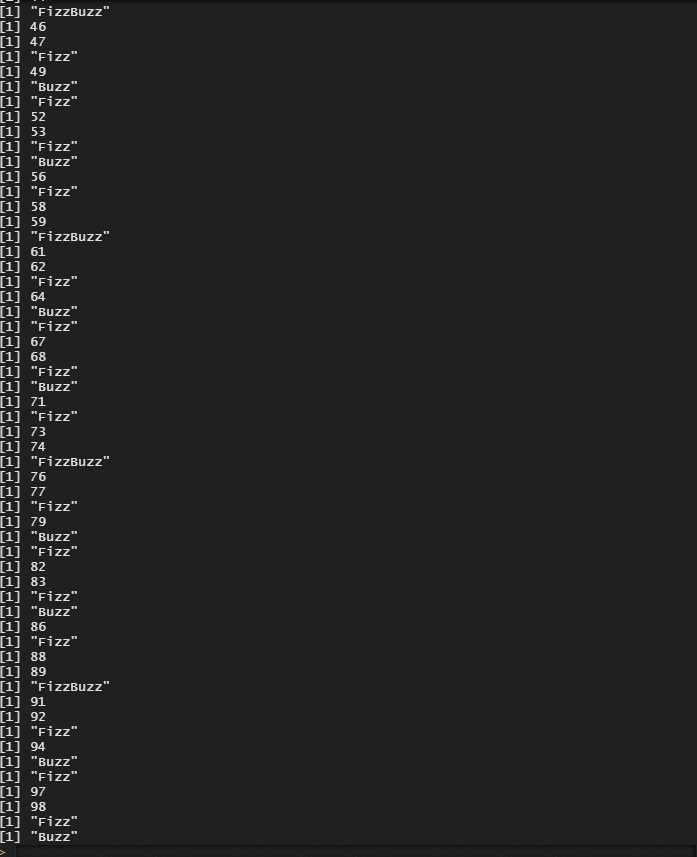 [1] "FizzBuzz"
[1] 46
[1] 47
[1] "Fizz"
[1] 49
[1] "Buzz"
[1] "Fizz"
[1] 52
[1] 53
[1] "Fizz"
[1] "Buzz"
[1] 56
[1] "Fizz"
[1] 58
[1] 59
[1] "FizzBuzz"
[1] 61
[1] 62
[1] "Fizz"
[1] 64
[1] "Buzz"
[1] "Fizz"
[1] 67
[1] 68
[1] "Fizz"
[1] "Buzz"
[1] 71
[1] "Fizz"
[1] 73
[1] 74
[1] "FizzBuzz"
[1] 76
[1] 77
[1] "Fizz"
[1] 79
[1] "Buzz"
[1] "Fizz"
[1] 82
[1] 83
[1] "Fizz"
[1] "Buzz"
[1] 86
[1] "Fizz"
[1] 88
[1] 89
[1] "FizzBuzz"
[1] 91
[1] 92
[1] "Fizz"
[1] 94
[1] "Buzz"
[1] "Fizz"
[1] 97
[1] 98
[1] "Fizz"
[1] "Buzz"
>